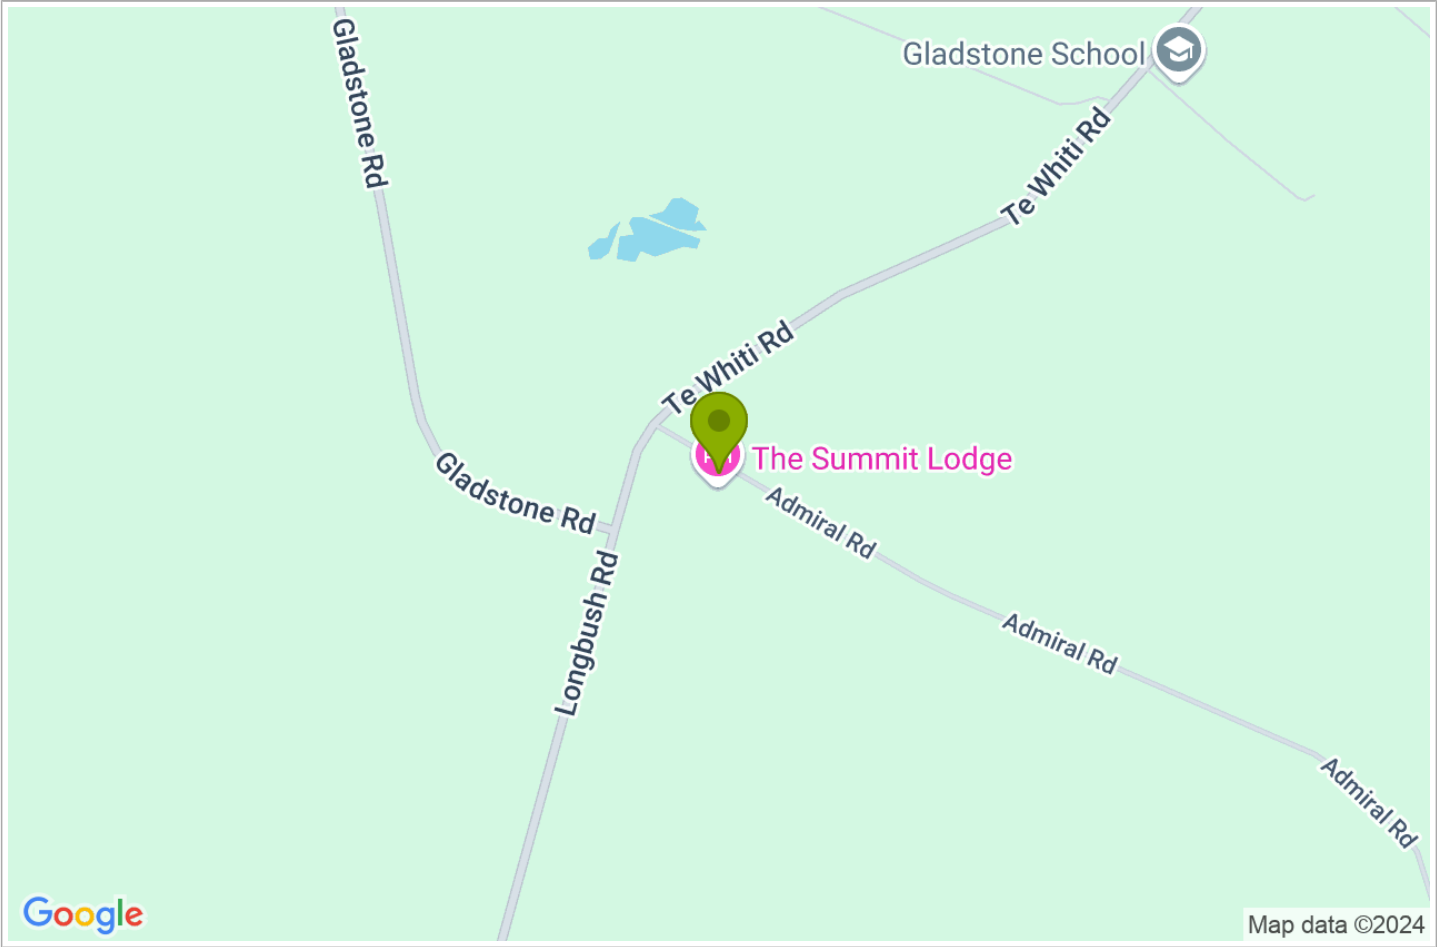 Gladstone Rd
Gladstone School
Te Whiti Rd
Te Whiti Rd
The Summit Lodge
Gladstone Rd
Admiral Rd
Longbush Rd
Admiral Rd
Admiral Rd
Google
Map data ©2024